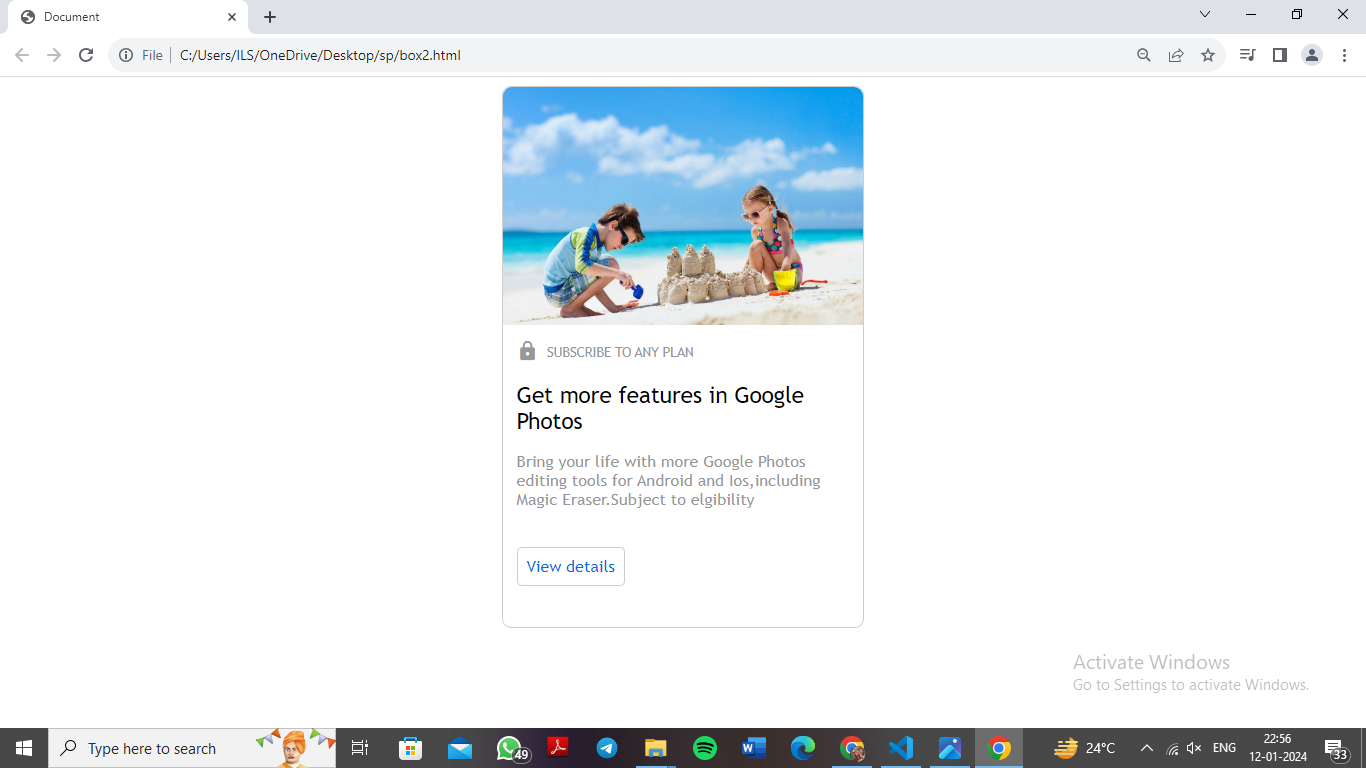 Document
File
C:/Users/ILS/OneDrive/Desktop/sp/box2.html
SUBSCRIBE TO ANY PLAN
Get more features in Google
Photos
Bring your life with more Google Photos
editing tools for Android and Ios,including
Magic Eraser.Subject to elgibility
View details
Activate Windows
Go to Settings to activate Windows.
Type here to search
49
24°C
ENG
22:56
12-01-2024
33